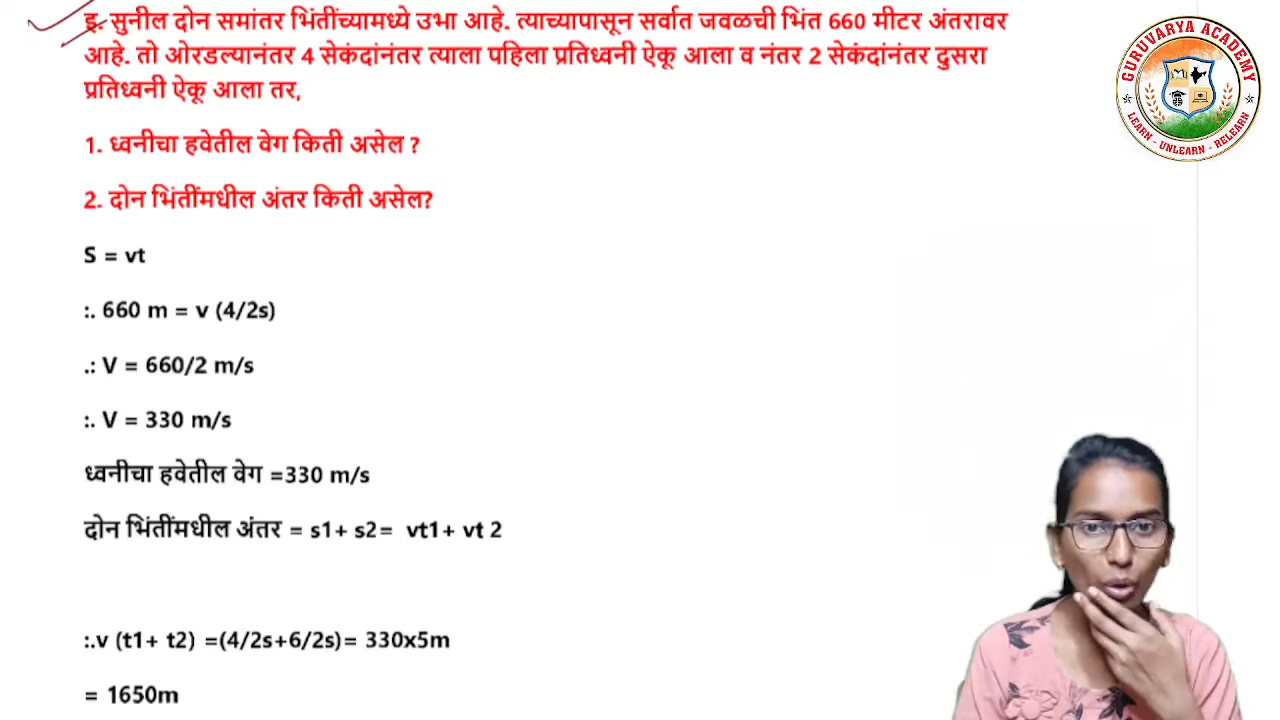 इ. सुनील दोन समांतर भिंतींच्यामध्ये उभा आहे. त्याच्यापासून सर्वात जवळची भिंत 660 मीटर अंतरावर
आहे. तो ओरडल्यानंतर 4 सेकंदांनंतर त्याला पहिला प्रतिध्वनी ऐकू आला व नंतर 2 सेकंदांनंतर दुसरा
प्रतिध्वनी ऐकू आला तर,
1. ध्वनीचा हवेतील वेग किती असेल ?
2. दोन भिंतींमधील अंतर किती असेल?
S = vt
:. 660 m = v (4/2s)
.: V = 660/2 m/s
:. V = 330 m/s
ध्वनीचा हवेतील वेग =330 m/s
दोन भिंतींमधील अंतर = s1+ s2= vt1+ vt 2
:.v (t1+ t2) =(4/2s+6/2s)= 330x5m
= 1650m
GURUVARYA ACADEMY
LEARN - UNLEARN - RELEARN